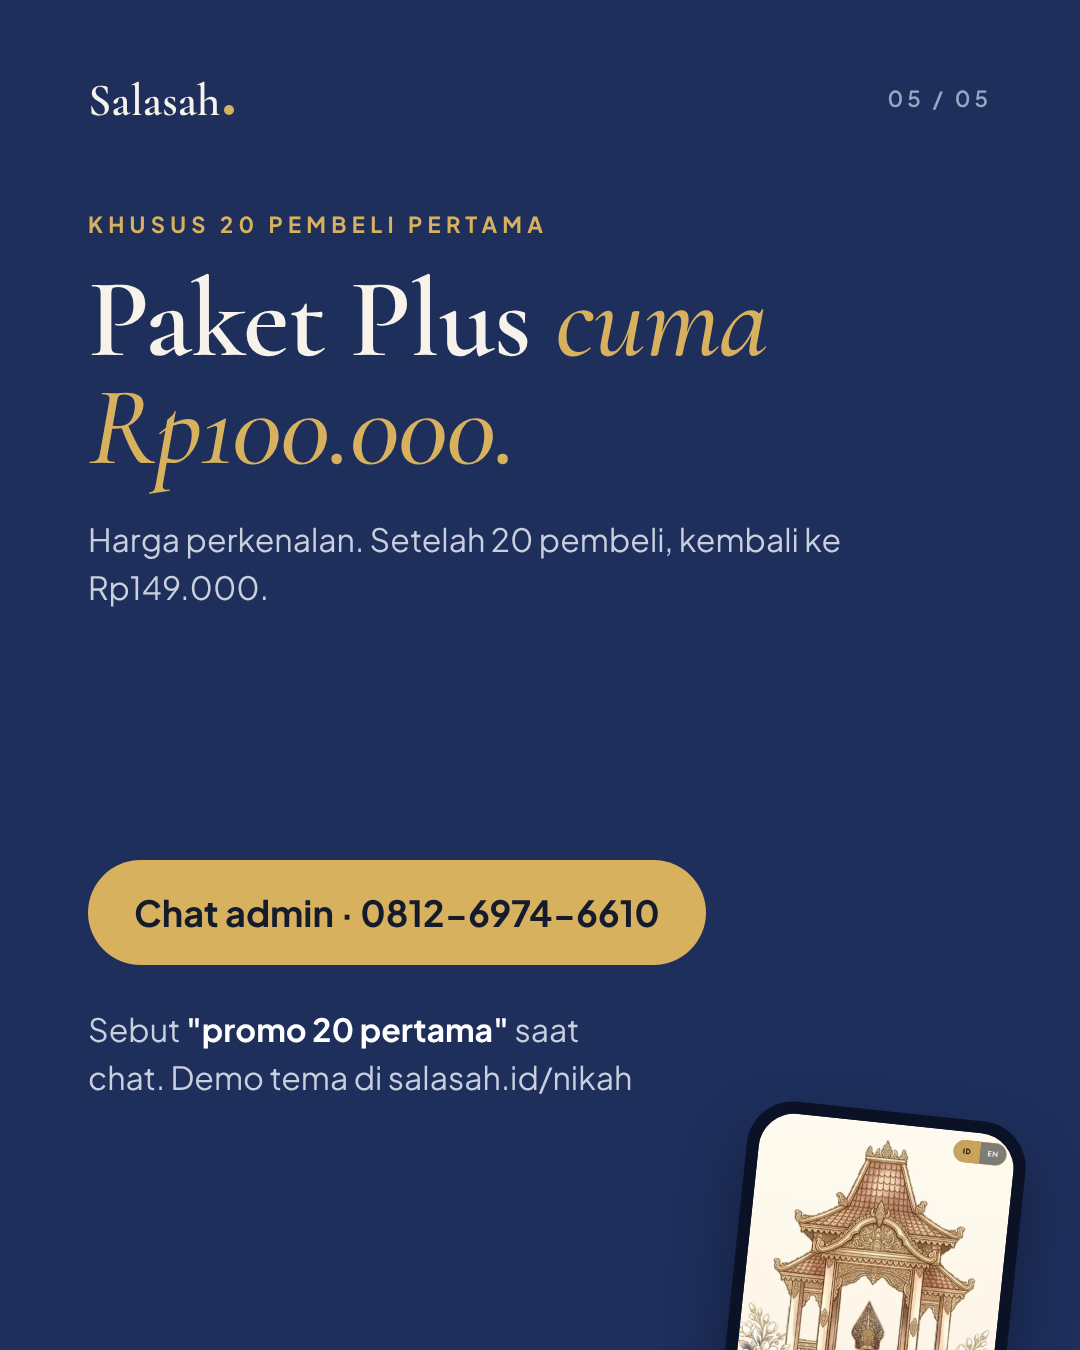 Salasah.
05 / 05
KHUSUS 20 PEMBELI PERTAMA
Paket Plus cuma
Rp100.000.
Harga perkenalan. Setelah 20 pembeli, kembali ke
Rp149.000.
Chat admin · 0812-6974-6610
Sebut "promo 20 pertama" saat
chat. Demo tema di salasah.id/nikah
ID EN